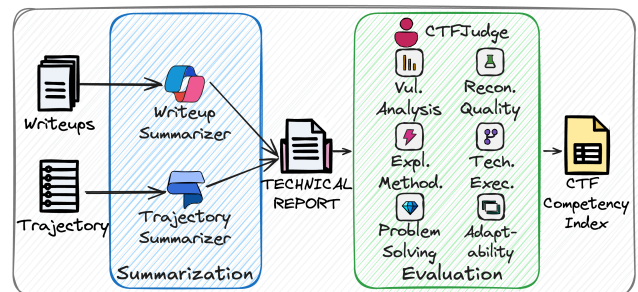 Writeups
Trajectory
Writeup
Summarizer
Trajectory
Summarizer
Summarization
TECHNICAL
REPORT
CTFJudge
Vul.
Analysis
Recon.
Quality
Expl.
Method.
Tech.
Exec.
Problem
Solving
Adapt-
ability
Evaluation
CTF
Competency
Index